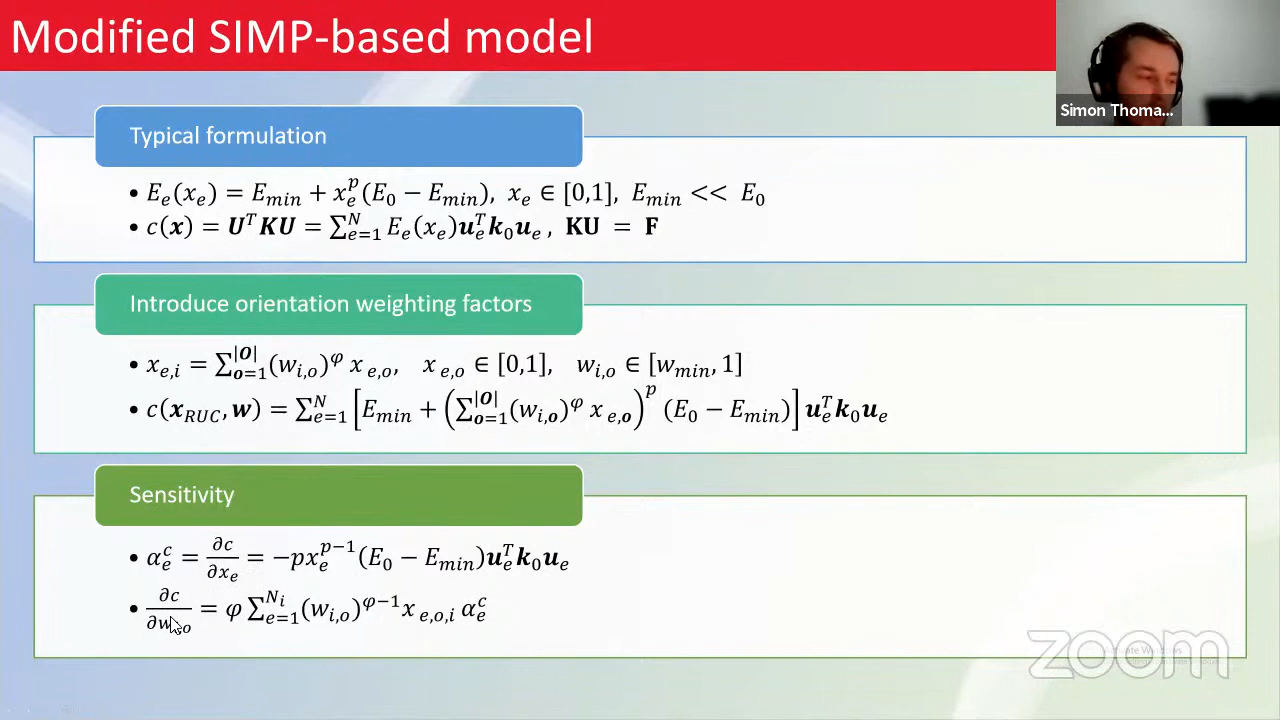 Modified SIMP-based model
Simon Thoma...
Typical formulation
• E_e(x_e) = E_min + x_e^p(E_0 − E_min), x_e ∈ [0,1], E_min << E_0
• c(x) = U^T KU = ∑_{e=1}^N E_e(x_e)u_e^T k_0 u_e , KU = F
Introduce orientation weighting factors
• x_{e,i} = ∑_{o=1}^{|O|} (w_{i,o})^φ x_{e,o}, x_{e,o} ∈ [0,1], w_{i,o} ∈ [w_min, 1]
• c(x_RUC, w) = ∑_{e=1}^N [E_min + (∑_{o=1}^{|O|} (w_{i,o})^φ x_{e,o})^p (E_0 − E_min)] u_e^T k_0 u_e
Sensitivity
• α_e^c = ∂c/∂x_e = −px_e^{p−1}(E_0 − E_min)u_e^T k_0 u_e
• ∂c/∂w_{i,o} = φ ∑_{e=1}^{N_i} (w_{i,o})^{φ−1} x_{e,o,i} α_e^c
zoom
Activate Windows